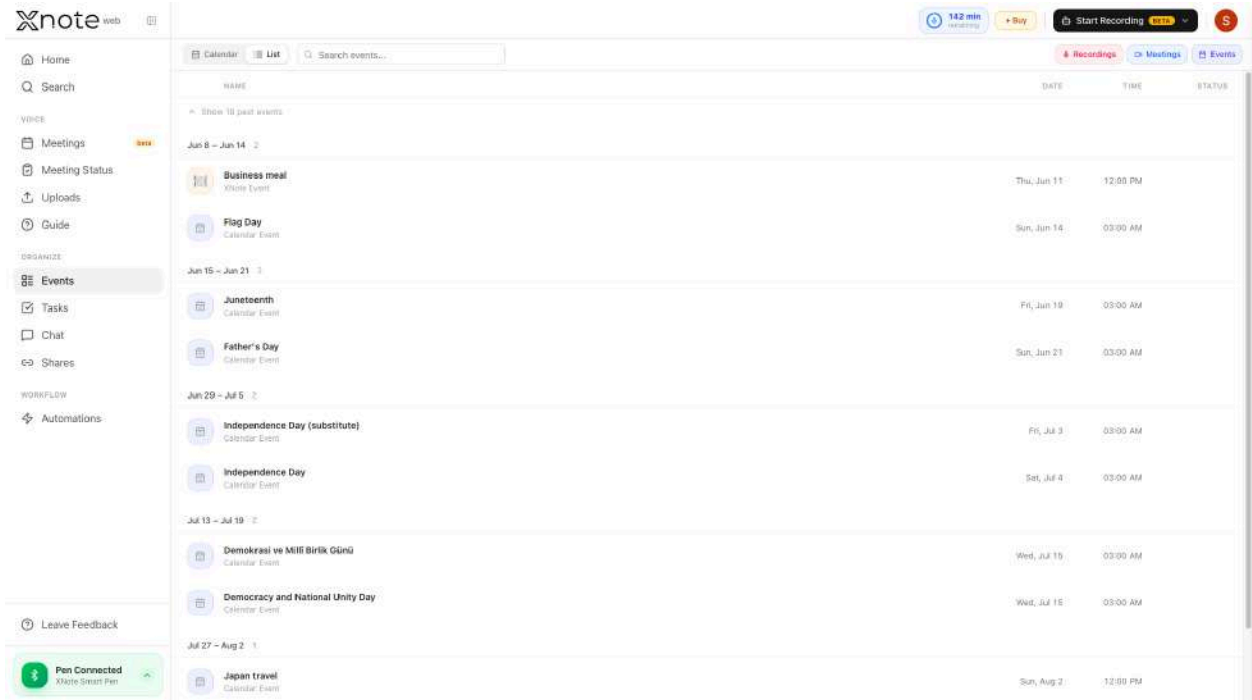 Xnote web
142 min
remaining
+ Buy
Start Recording BETA
S
Home
Search
VOICE
Meetings beta
Meeting Status
Uploads
Guide
ORGANIZE
Events
Tasks
Chat
Shares
WORKFLOW
Automations
Leave Feedback
Pen Connected
XNote Smart Pen
Calendar List Search events...
Recordings Meetings Events
NAME DATE TIME STATUS
Show 18 past events
Jun 8 – Jun 14 2
Business meal
XNote Event
Thu, Jun 11 12:00 PM
Flag Day
Calendar Event
Sun, Jun 14 03:00 AM
Jun 15 – Jun 21
Juneteenth
Calendar Event
Fri, Jun 19 03:00 AM
Father's Day
Calendar Event
Sun, Jun 21 03:00 AM
Jun 29 – Jul 5 2
Independence Day (substitute)
Calendar Event
Fri, Jul 3 03:00 AM
Independence Day
Calendar Event
Sat, Jul 4 03:00 AM
Jul 13 – Jul 19 2
Demokrasi ve Millî Birlik Günü
Calendar Event
Wed, Jul 15 03:00 AM
Democracy and National Unity Day
Calendar Event
Wed, Jul 15 03:00 AM
Jul 27 – Aug 2 1
Japan travel
Calendar Event
Sun, Aug 2 12:00 PM